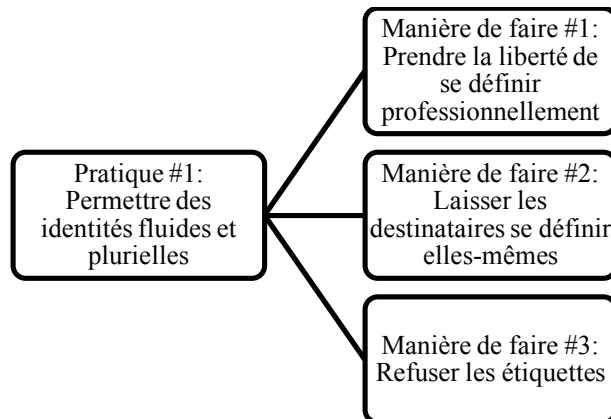 Pratique #1:
Permettre des
identités fluides et
plurielles
Manière de faire #1:
Prendre la liberté de
se définir
professionnellement
Manière de faire #2:
Laisser les
destinataires se définir
elles-mêmes
Manière de faire #3:
Refuser les étiquettes